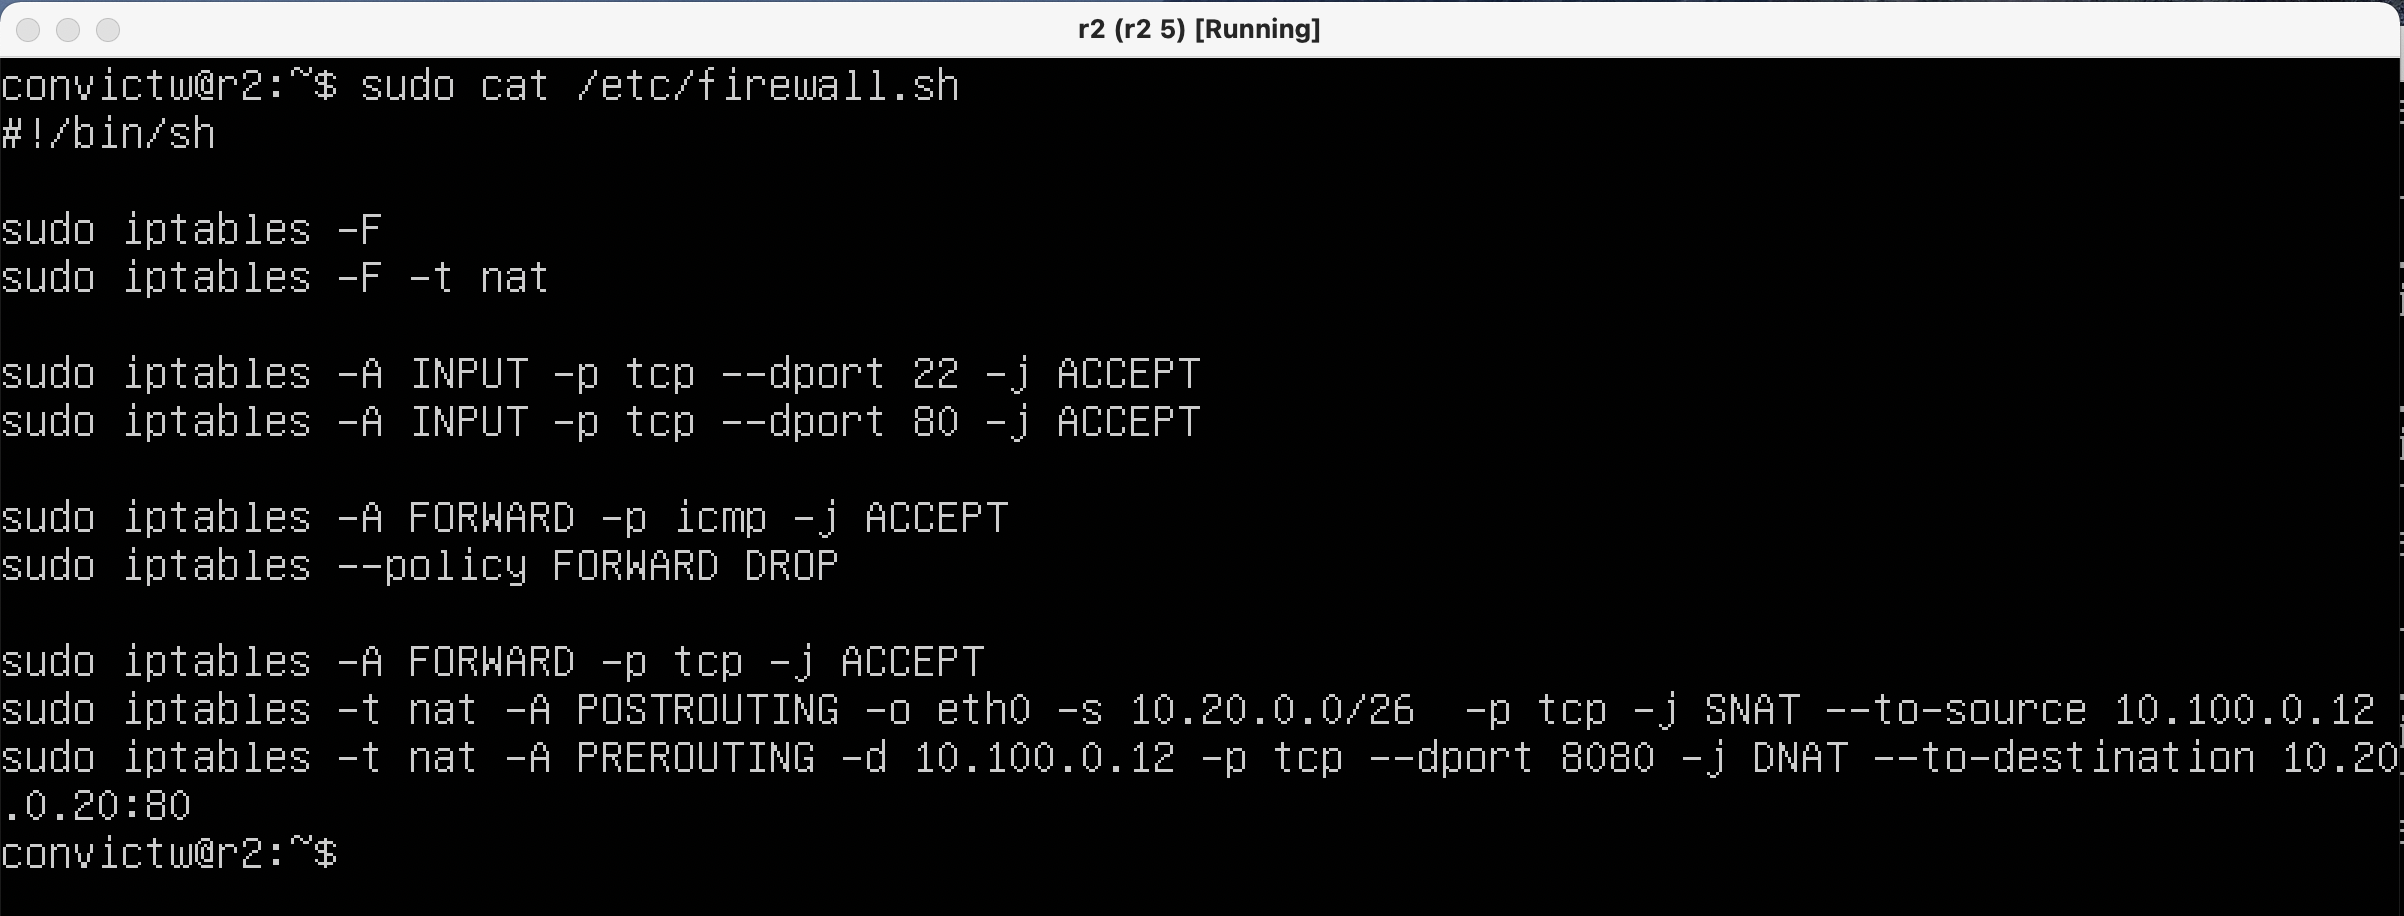 r2 (r2 5) [Running]
convictw@r2:~$ sudo cat /etc/firewall.sh
#!/bin/sh
sudo iptables -F
sudo iptables -F -t nat
sudo iptables -A INPUT -p tcp --dport 22 -j ACCEPT
sudo iptables -A INPUT -p tcp --dport 80 -j ACCEPT
sudo iptables -A FORWARD -p icmp -j ACCEPT
sudo iptables --policy FORWARD DROP
sudo iptables -A FORWARD -p tcp -j ACCEPT
sudo iptables -t nat -A POSTROUTING -o eth0 -s 10.20.0.0/26  -p tcp -j SNAT --to-source 10.100.0.12
sudo iptables -t nat -A PREROUTING -d 10.100.0.12 -p tcp --dport 8080 -j DNAT --to-destination 10.20
.0.20:80
convictw@r2:~$